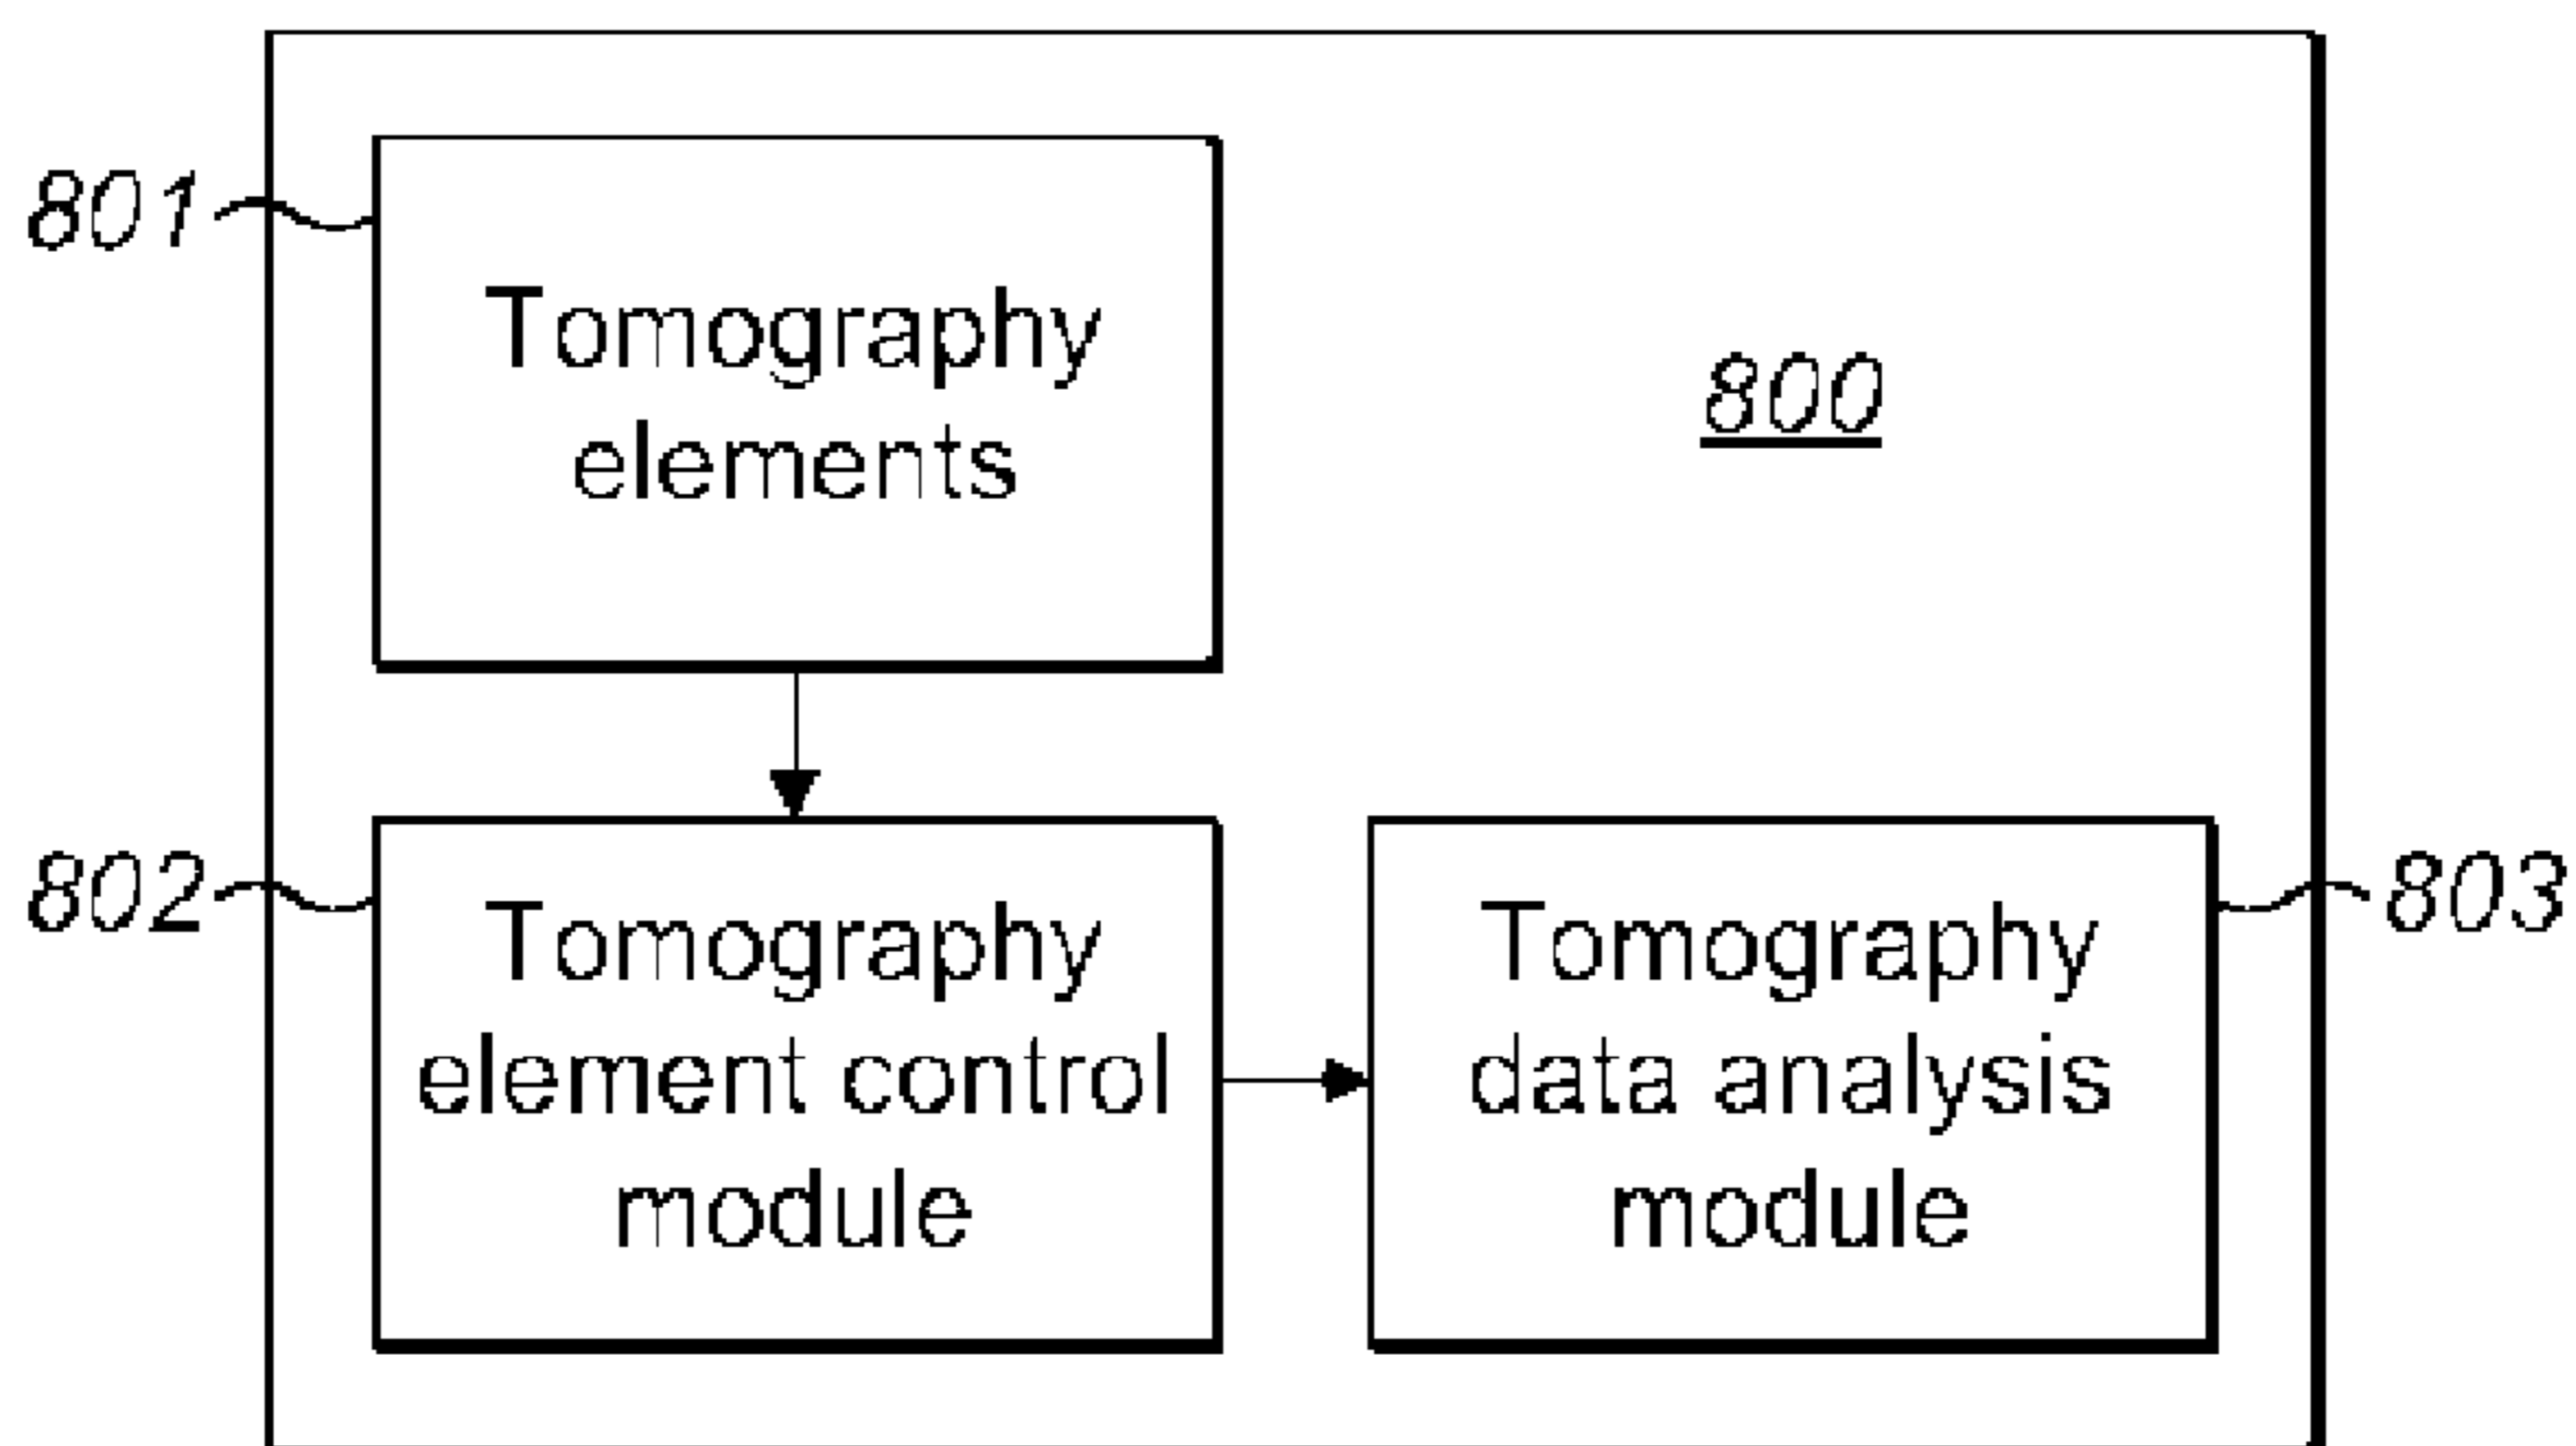 801
Tomography
elements
800
802
Tomography
element control
module
Tomography
data analysis
module
803